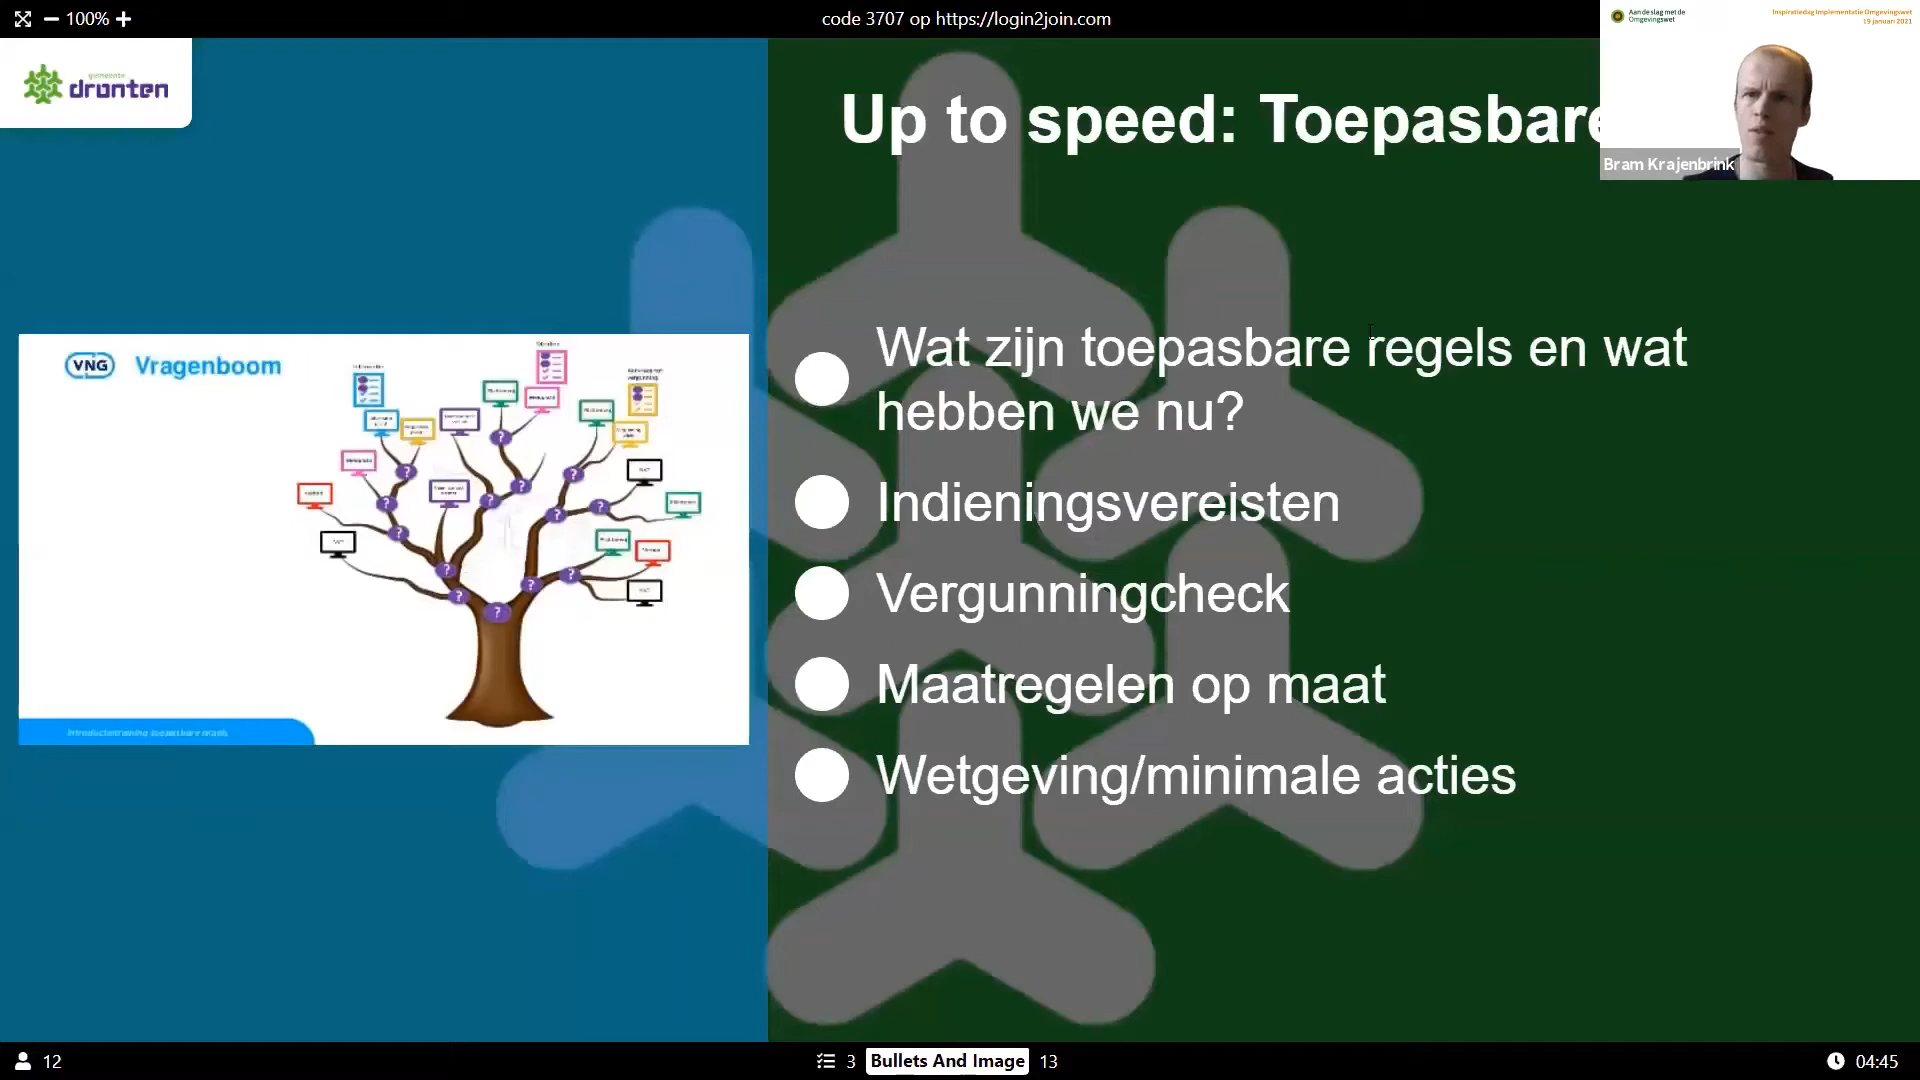 100%
code 3707 op https://login2join.com
Aan de slag met de
Omgevingswet
Inspiratiedag Implementatie Omgevingswet
19 januari 2021
gemeente
dronten
Up to speed: Toepasbare
Bram Krajenbrink
VNG Vragenboom
Wat zijn toepasbare regels en wat
hebben we nu?
Indieningsvereisten
Vergunningcheck
Maatregelen op maat
Wetgeving/minimale acties
? ? ? ? ? ? ? ? ? ? ? ? ? ? ?
12
3
Bullets And Image
13
04:45